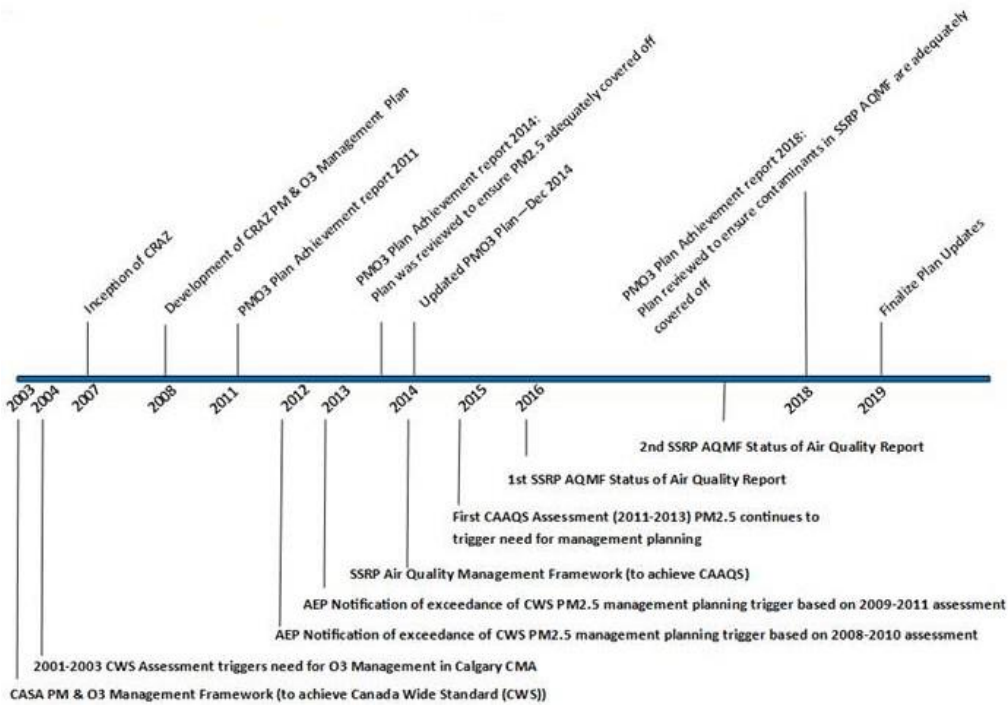 Inception of CRAZ
Development of CRAZ PM & O3 Management Plan
PMO3 Plan Achievement report 2011
PMO3 Plan Achievement report 2014:
Plan was reviewed to ensure PM2.5 adequately covered off
Updated PMO3 Plan—Dec 2014
PMO3 Plan Achievement report 2018:
Plan reviewed to ensure contaminants in SSRP AQMF are adequately
covered off
Finalize Plan Updates
2003
2004
2007
2008
2011
2012
2013
2014
2015
2016
2018
2019
2nd SSRP AQMF Status of Air Quality Report
1st SSRP AQMF Status of Air Quality Report
First CAAQS Assessment (2011-2013) PM2.5 continues to
trigger need for management planning
SSRP Air Quality Management Framework (to achieve CAAQS)
AEP Notification of exceedance of CWS PM2.5 management planning trigger based on 2009-2011 assessment
AEP Notification of exceedance of CWS PM2.5 management planning trigger based on 2008-2010 assessment
2001-2003 CWS Assessment triggers need for O3 Management in Calgary CMA
CASA PM & O3 Management Framework (to achieve Canada Wide Standard (CWS))